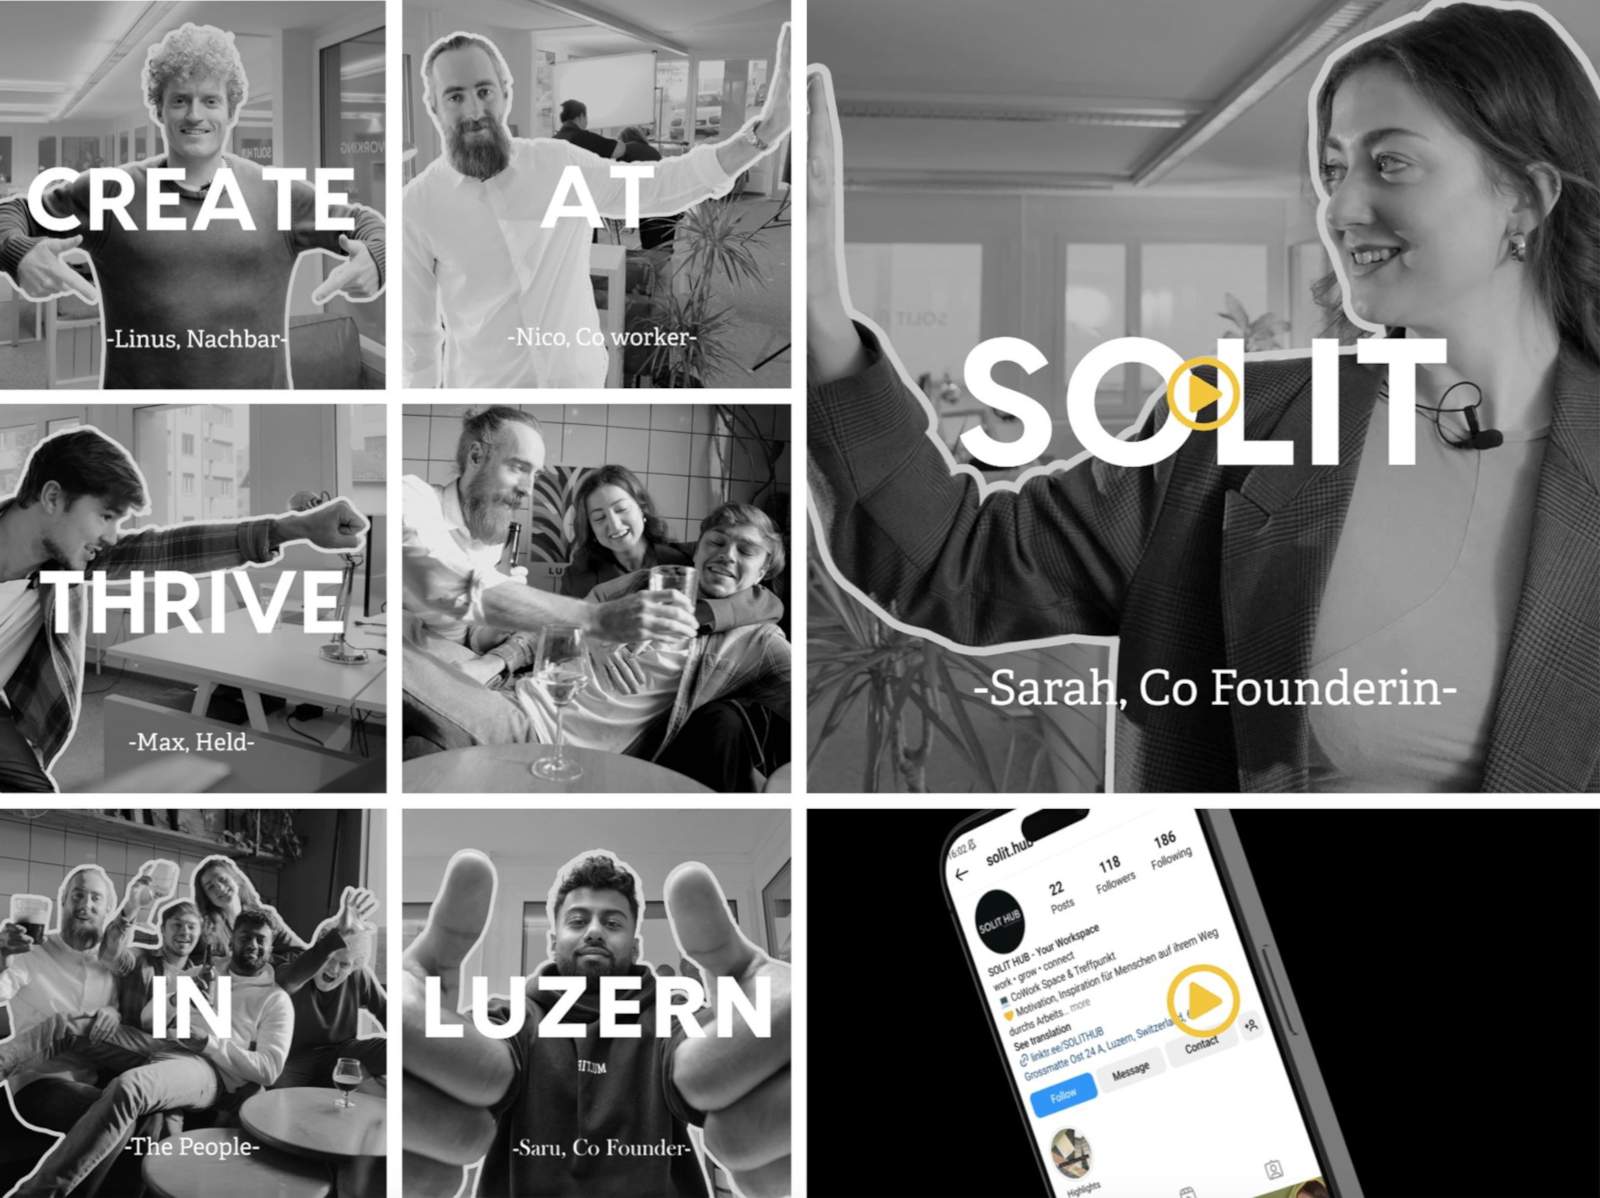 CREATE
-Linus, Nachbar-
AT
-Nico, Co worker-
SOLIT
-Sarah, Co Founderin-
THRIVE
-Max, Held-
IN
-The People-
LUZERN
-Saru, Co Founder-
16:02
solit.hub
22
Posts
118
Followers
186
Following
SOLIT HUB
SOLIT HUB - Your Workspace
work • grow • connect
CoWork Space & Treffpunkt
Motivation, Inspiration für Menschen auf ihrem Weg
durchs Arbeits... more
See translation
linktr.ee/SOLITHUB
Grossmatte Ost 24 A, Luzern, Switzerland,
Follow
Message
Contact
Highlights